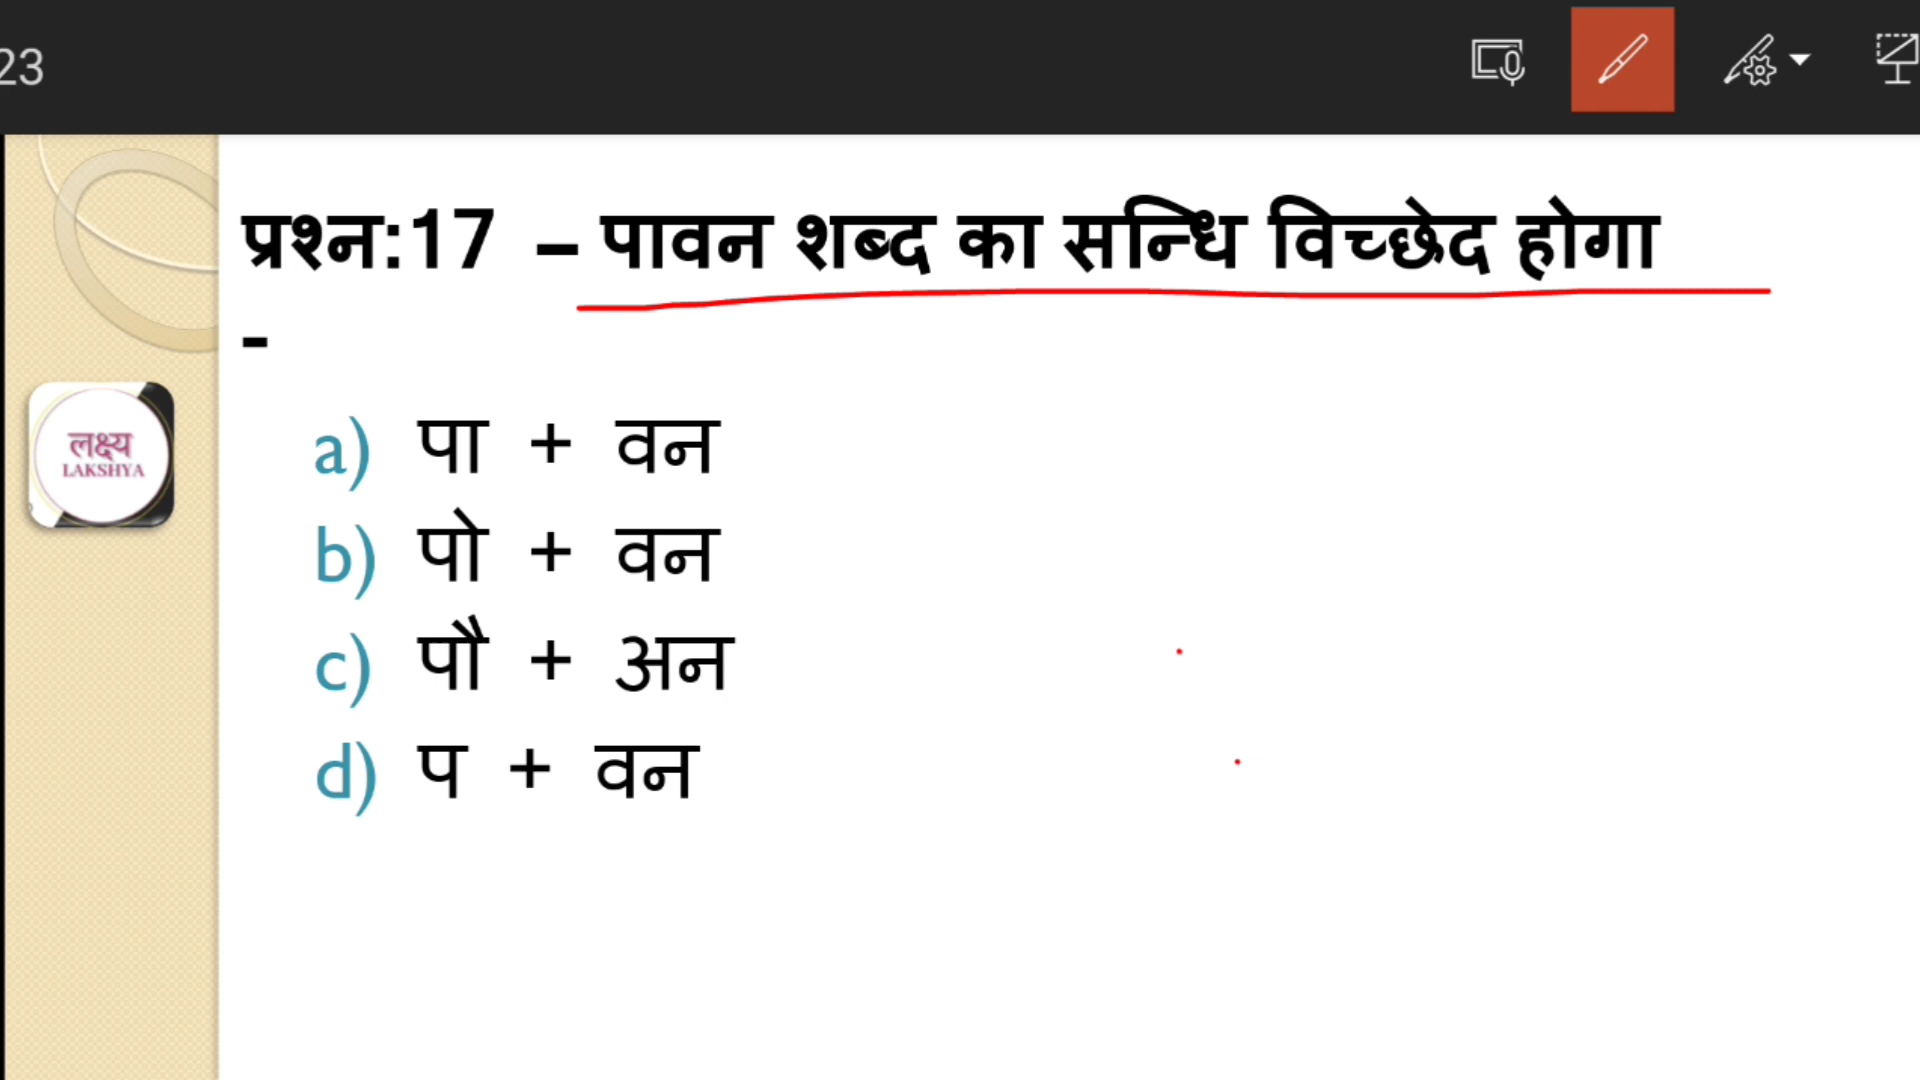 23
प्रश्न:17 – पावन शब्द का सन्धि विच्छेद होगा
-
लक्ष्य
LAKSHYA
a) पा + वन
b) पो + वन
c) पौ + अन
d) प + वन